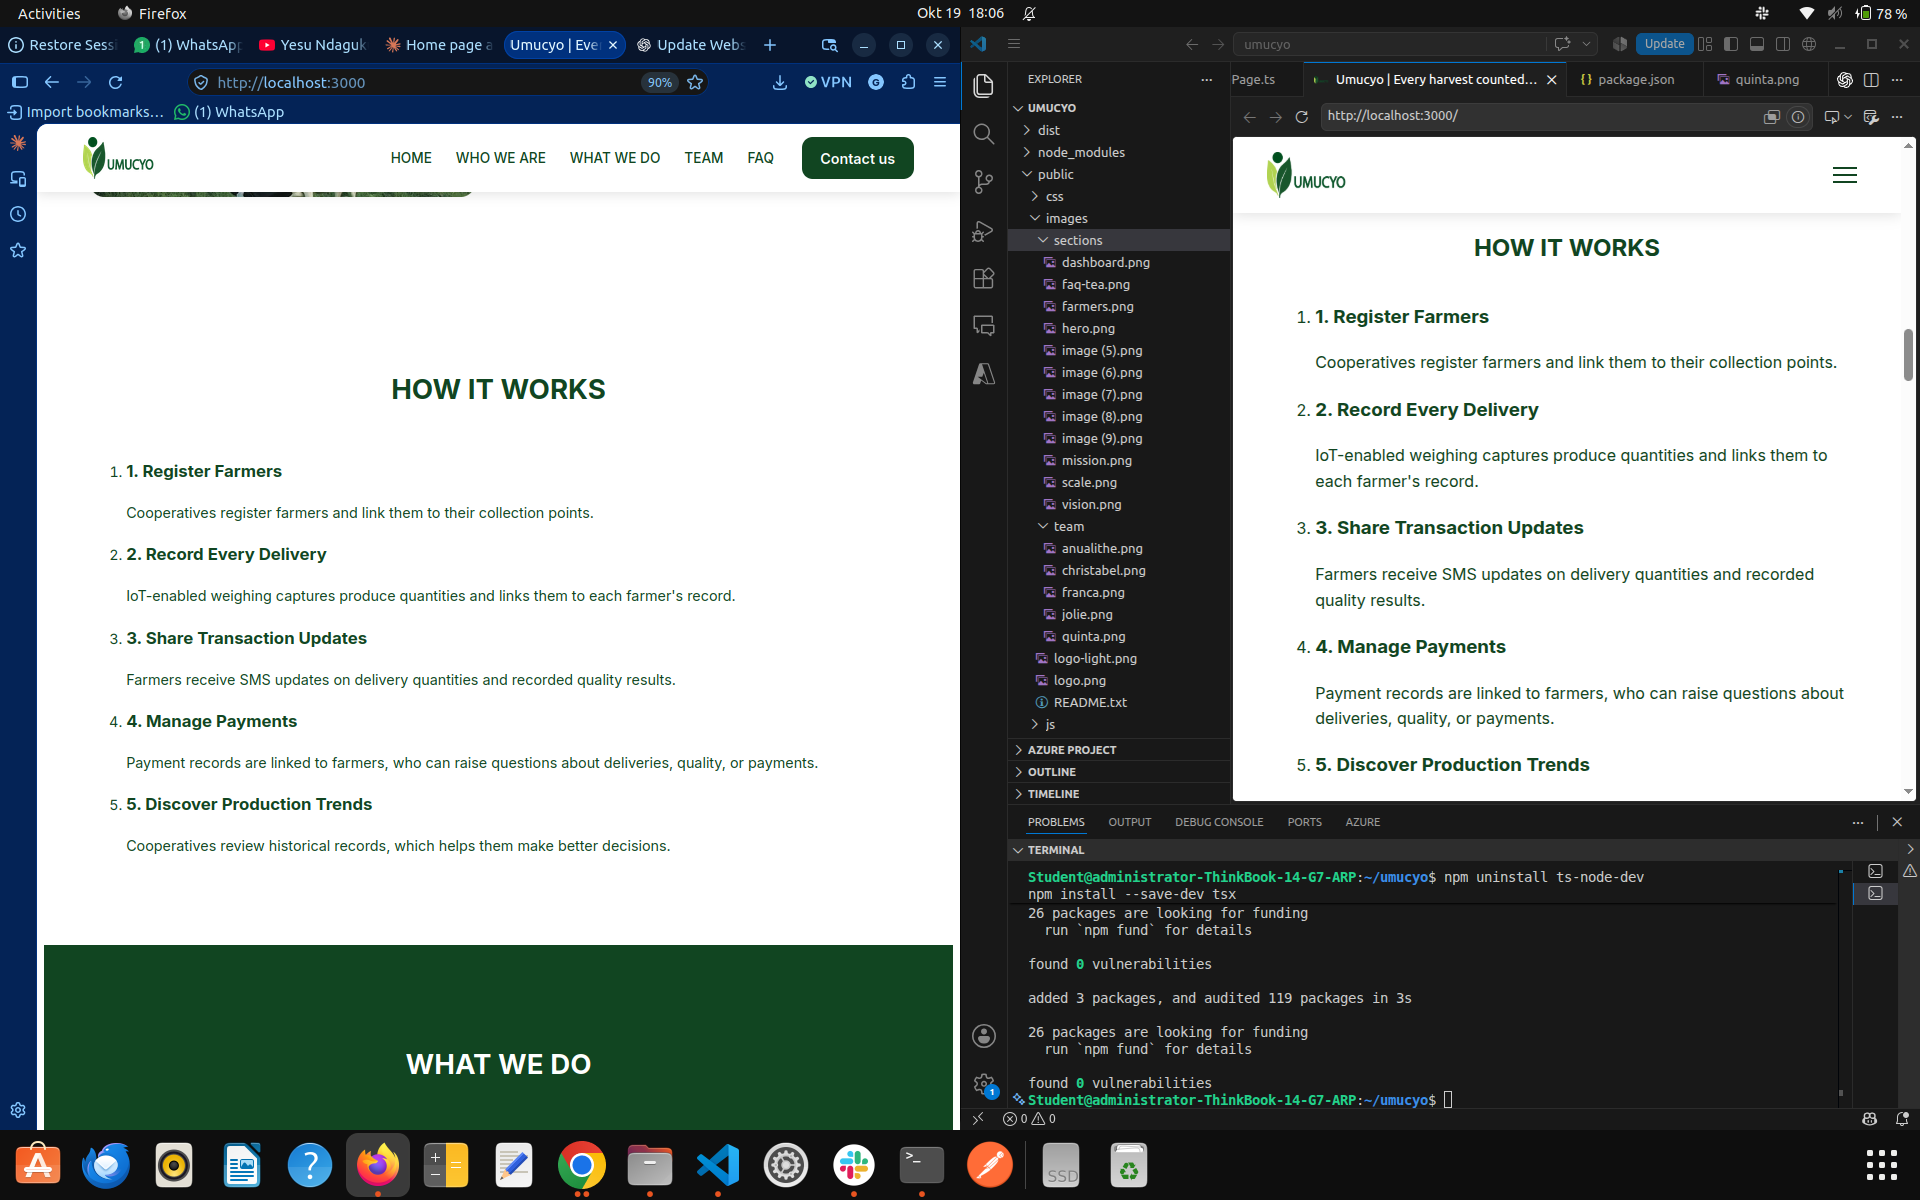 Activities
Firefox
Okt 19 18:06
78 %
Restore Sessi
(1) WhatsApp
Yesu Ndaguk
Home page a
Umucyo | Eve
Update Webs
http://localhost:3000
90%
VPN
Import bookmarks...
(1) WhatsApp
UMUCYO
HOME
WHO WE ARE
WHAT WE DO
TEAM
FAQ
Contact us
HOW IT WORKS
1. 1. Register Farmers
Cooperatives register farmers and link them to their collection points.
2. 2. Record Every Delivery
IoT-enabled weighing captures produce quantities and links them to each farmer's record.
3. 3. Share Transaction Updates
Farmers receive SMS updates on delivery quantities and recorded quality results.
4. 4. Manage Payments
Payment records are linked to farmers, who can raise questions about deliveries, quality, or payments.
5. 5. Discover Production Trends
Cooperatives review historical records, which helps them make better decisions.
WHAT WE DO
umucyo
Update
EXPLORER
UMUCYO
dist
node_modules
public
css
images
sections
dashboard.png
faq-tea.png
farmers.png
hero.png
image (5).png
image (6).png
image (7).png
image (8).png
image (9).png
mission.png
scale.png
vision.png
team
anualithe.png
christabel.png
franca.png
jolie.png
quinta.png
logo-light.png
logo.png
README.txt
js
AZURE PROJECT
OUTLINE
TIMELINE
Page.ts
Umucyo | Every harvest counted...
package.json
quinta.png
http://localhost:3000/
UMUCYO
HOW IT WORKS
1. 1. Register Farmers
Cooperatives register farmers and link them to their collection points.
2. 2. Record Every Delivery
IoT-enabled weighing captures produce quantities and links them to
each farmer's record.
3. 3. Share Transaction Updates
Farmers receive SMS updates on delivery quantities and recorded
quality results.
4. 4. Manage Payments
Payment records are linked to farmers, who can raise questions about
deliveries, quality, or payments.
5. 5. Discover Production Trends
PROBLEMS
OUTPUT
DEBUG CONSOLE
PORTS
AZURE
TERMINAL
Student@administrator-ThinkBook-14-G7-ARP:~/umucyo$ npm uninstall ts-node-dev
npm install --save-dev tsx
26 packages are looking for funding
run `npm fund` for details
found 0 vulnerabilities
added 3 packages, and audited 119 packages in 3s
26 packages are looking for funding
run `npm fund` for details
found 0 vulnerabilities
Student@administrator-ThinkBook-14-G7-ARP:~/umucyo$
1
0
0
SSD